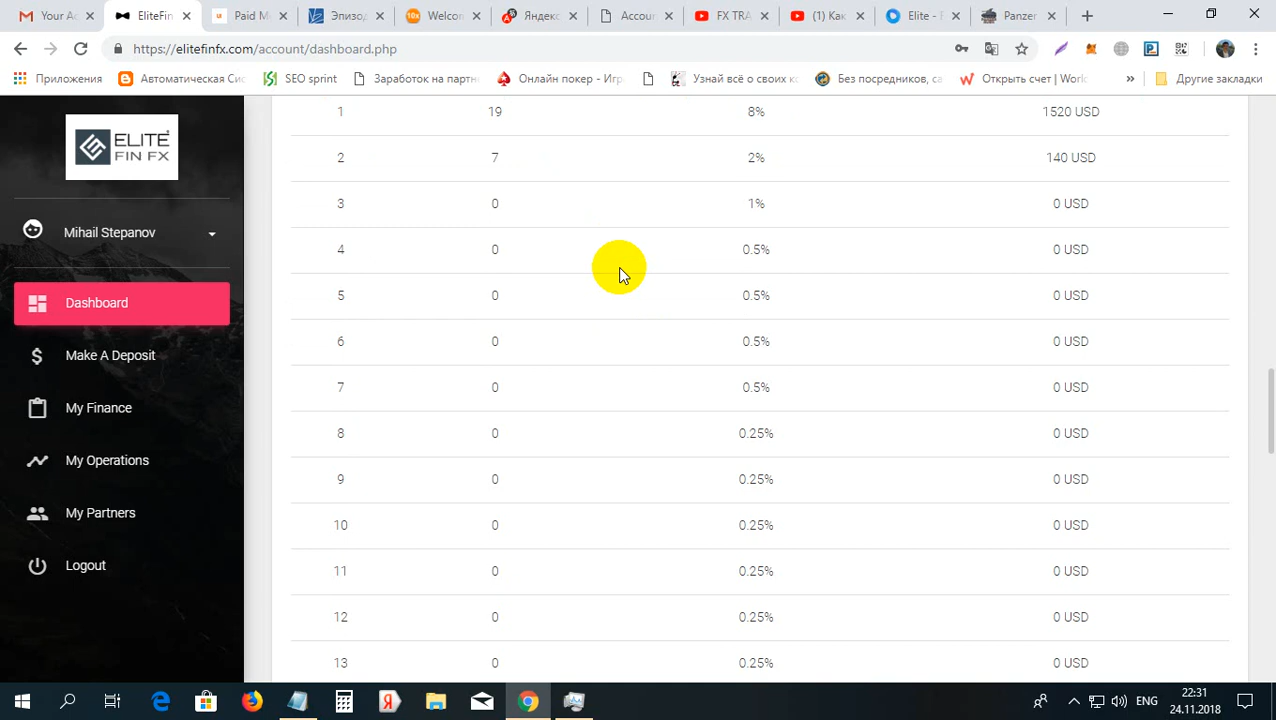 Your Ac
EliteFin
Paid M
Эпизод
Welcon
Яндекс
Accour
FX TRA
(1) Кан
Elite - F
Panzer
https://elitefinfx.com/account/dashboard.php
Приложения
Автоматическая Сис
SEO sprint
Заработок на партн
Онлайн покер - Игр
Узнай всё о своих к
Без посредников, са
Открыть счет | Worl
»
Другие закладки
ELITE
FIN FX
Mihail Stepanov
Dashboard
Make A Deposit
My Finance
My Operations
My Partners
Logout
1 19 8% 1520 USD
2 7 2% 140 USD
3 0 1% 0 USD
4 0 0.5% 0 USD
5 0 0.5% 0 USD
6 0 0.5% 0 USD
7 0 0.5% 0 USD
8 0 0.25% 0 USD
9 0 0.25% 0 USD
10 0 0.25% 0 USD
11 0 0.25% 0 USD
12 0 0.25% 0 USD
13 0 0.25% 0 USD
ENG
22:31
24.11.2018